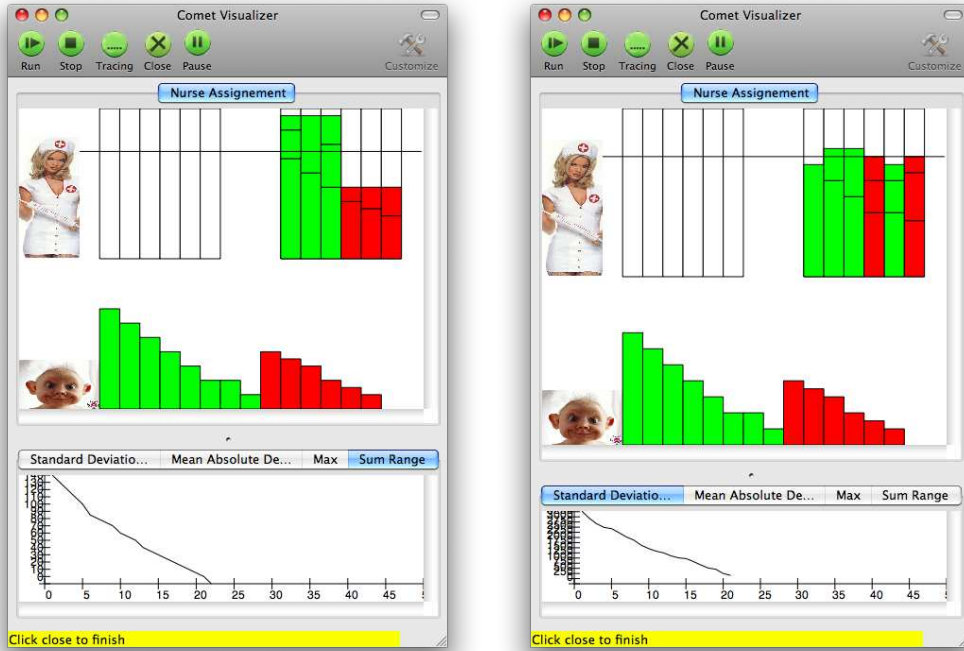 Comet Visualizer
Run Stop Tracing Close Pause Customize
Nurse Assignement
Standard Deviatio... Mean Absolute De... Max Sum Range
0 5 10 15 20 25 30 35 40 45
Click close to finish
Comet Visualizer
Run Stop Tracing Close Pause Customize
Nurse Assignement
Standard Deviatio... Mean Absolute De... Max Sum Range
0 5 10 15 20 25 30 35 40 45
Click close to finish